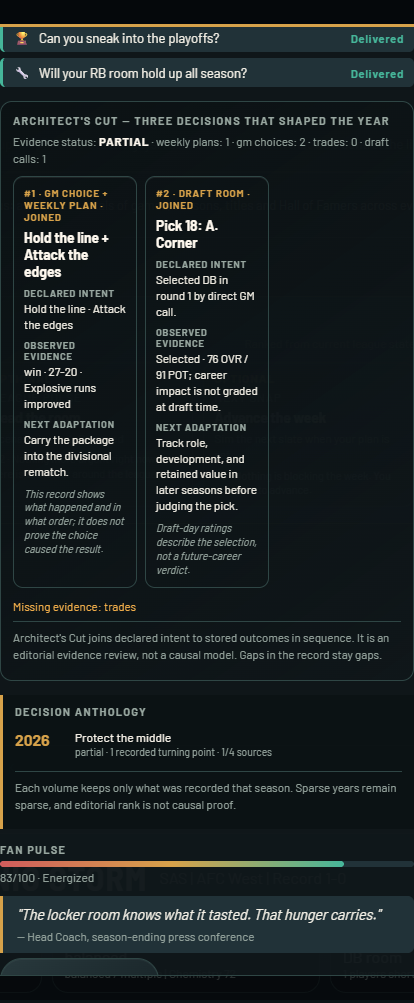 🏆 Can you sneak into the playoffs? Delivered
🔧 Will your RB room hold up all season? Delivered
ARCHITECT'S CUT — THREE DECISIONS THAT SHAPED THE YEAR
Evidence status: PARTIAL · weekly plans: 1 · gm choices: 2 · trades: 0 · draft
calls: 1
#1 · GM CHOICE +
WEEKLY PLAN ·
JOINED
Hold the line +
Attack the
edges
DECLARED INTENT
Hold the line · Attack
the edges
OBSERVED
EVIDENCE
win · 27-20 ·
Explosive runs
improved
NEXT ADAPTATION
Carry the package
into the divisional
rematch.
This record shows
what happened and in
what order; it does not
prove the choice
caused the result.
#2 · DRAFT ROOM ·
JOINED
Pick 18: A.
Corner
DECLARED INTENT
Selected DB in
round 1 by direct GM
call.
OBSERVED
EVIDENCE
Selected · 76 OVR /
91 POT; career
impact is not graded
at draft time.
NEXT ADAPTATION
Track role,
development, and
retained value in
later seasons before
judging the pick.
Draft-day ratings
describe the selection,
not a future-career
verdict.
Missing evidence: trades
Architect's Cut joins declared intent to stored outcomes in sequence. It is an
editorial evidence review, not a causal model. Gaps in the record stay gaps.
DECISION ANTHOLOGY
2026 Protect the middle
partial · 1 recorded turning point · 1/4 sources
Each volume keeps only what was recorded that season. Sparse years remain
sparse, and editorial rank is not causal proof.
FAN PULSE
83/100 · Energized
"The locker room knows what it tasted. That hunger carries."
— Head Coach, season-ending press conference